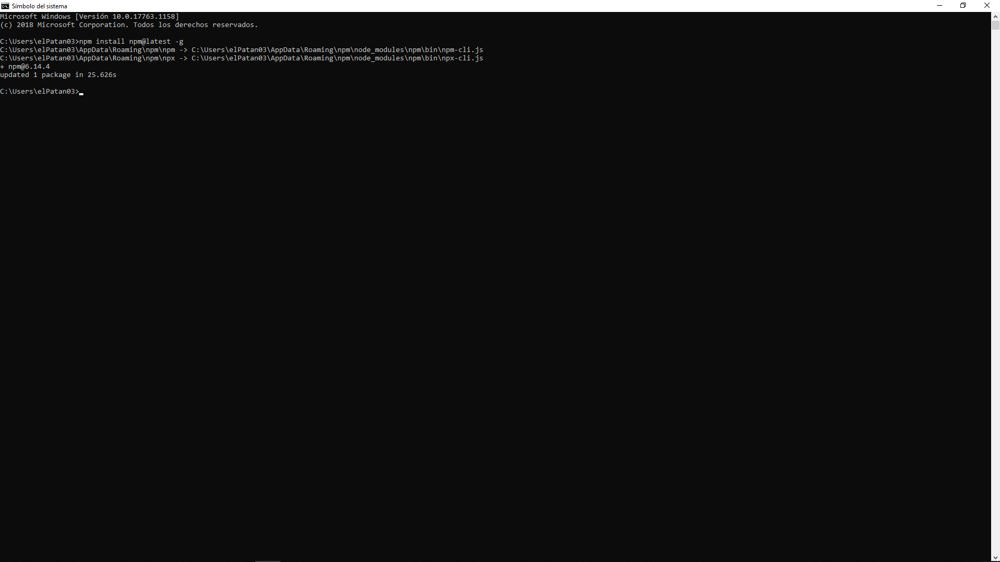 Símbolo del sistema
Microsoft Windows [Versión 10.0.17763.1158]
(c) 2018 Microsoft Corporation. Todos los derechos reservados.
C:\Users\elPatan03>npm install npm@latest -g
C:\Users\elPatan03\AppData\Roaming\npm\npm -> C:\Users\elPatan03\AppData\Roaming\npm\node_modules\npm\bin\npm-cli.js
C:\Users\elPatan03\AppData\Roaming\npm\npx -> C:\Users\elPatan03\AppData\Roaming\npm\node_modules\npm\bin\npx-cli.js
+ npm@6.14.4
updated 1 package in 25.626s
C:\Users\elPatan03>